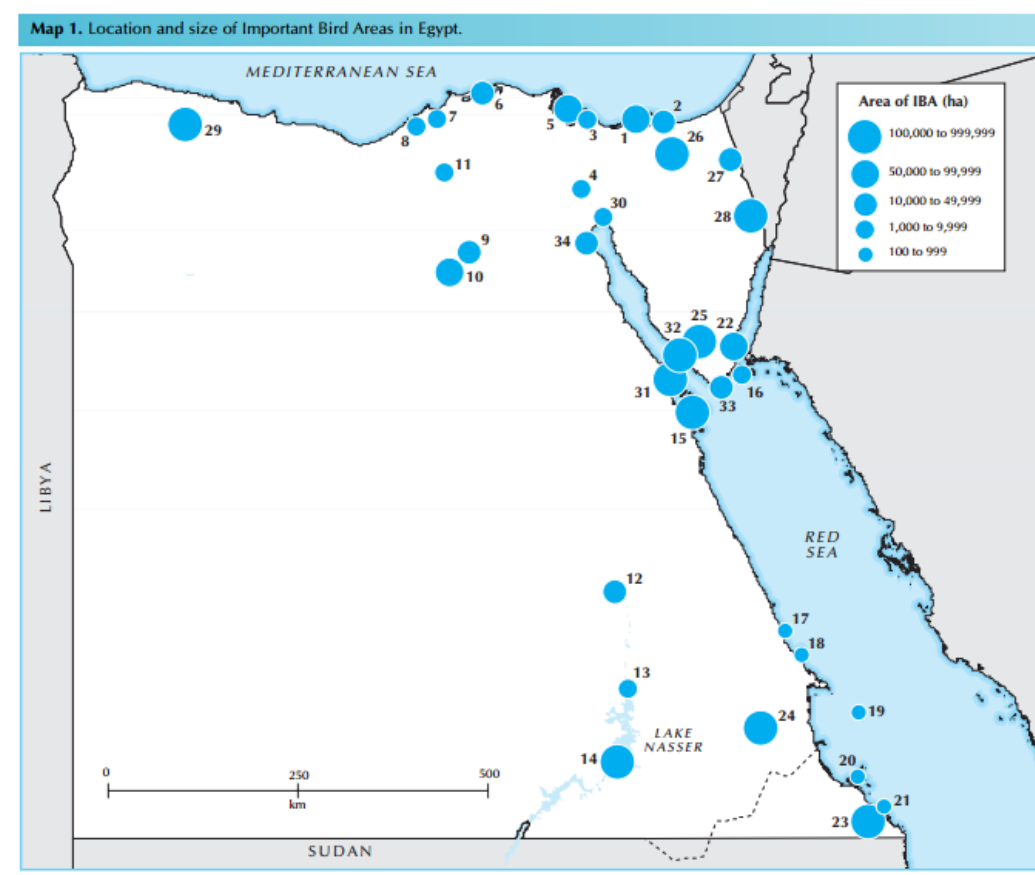 Map 1. Location and size of Important Bird Areas in Egypt.
MEDITERRANEAN SEA
Area of IBA (ha)
100,000 to 999,999
50,000 to 99,999
10,000 to 49,999
1,000 to 9,999
100 to 999
6
2
29
7
5
3
1
8
26
11
27
4
30
28
34
9
10
25
22
32
31
16
33
15
LIBYA
RED
SEA
12
17
18
13
19
24
LAKE
NASSER
14
20
0
250
500
km
21
23
SUDAN